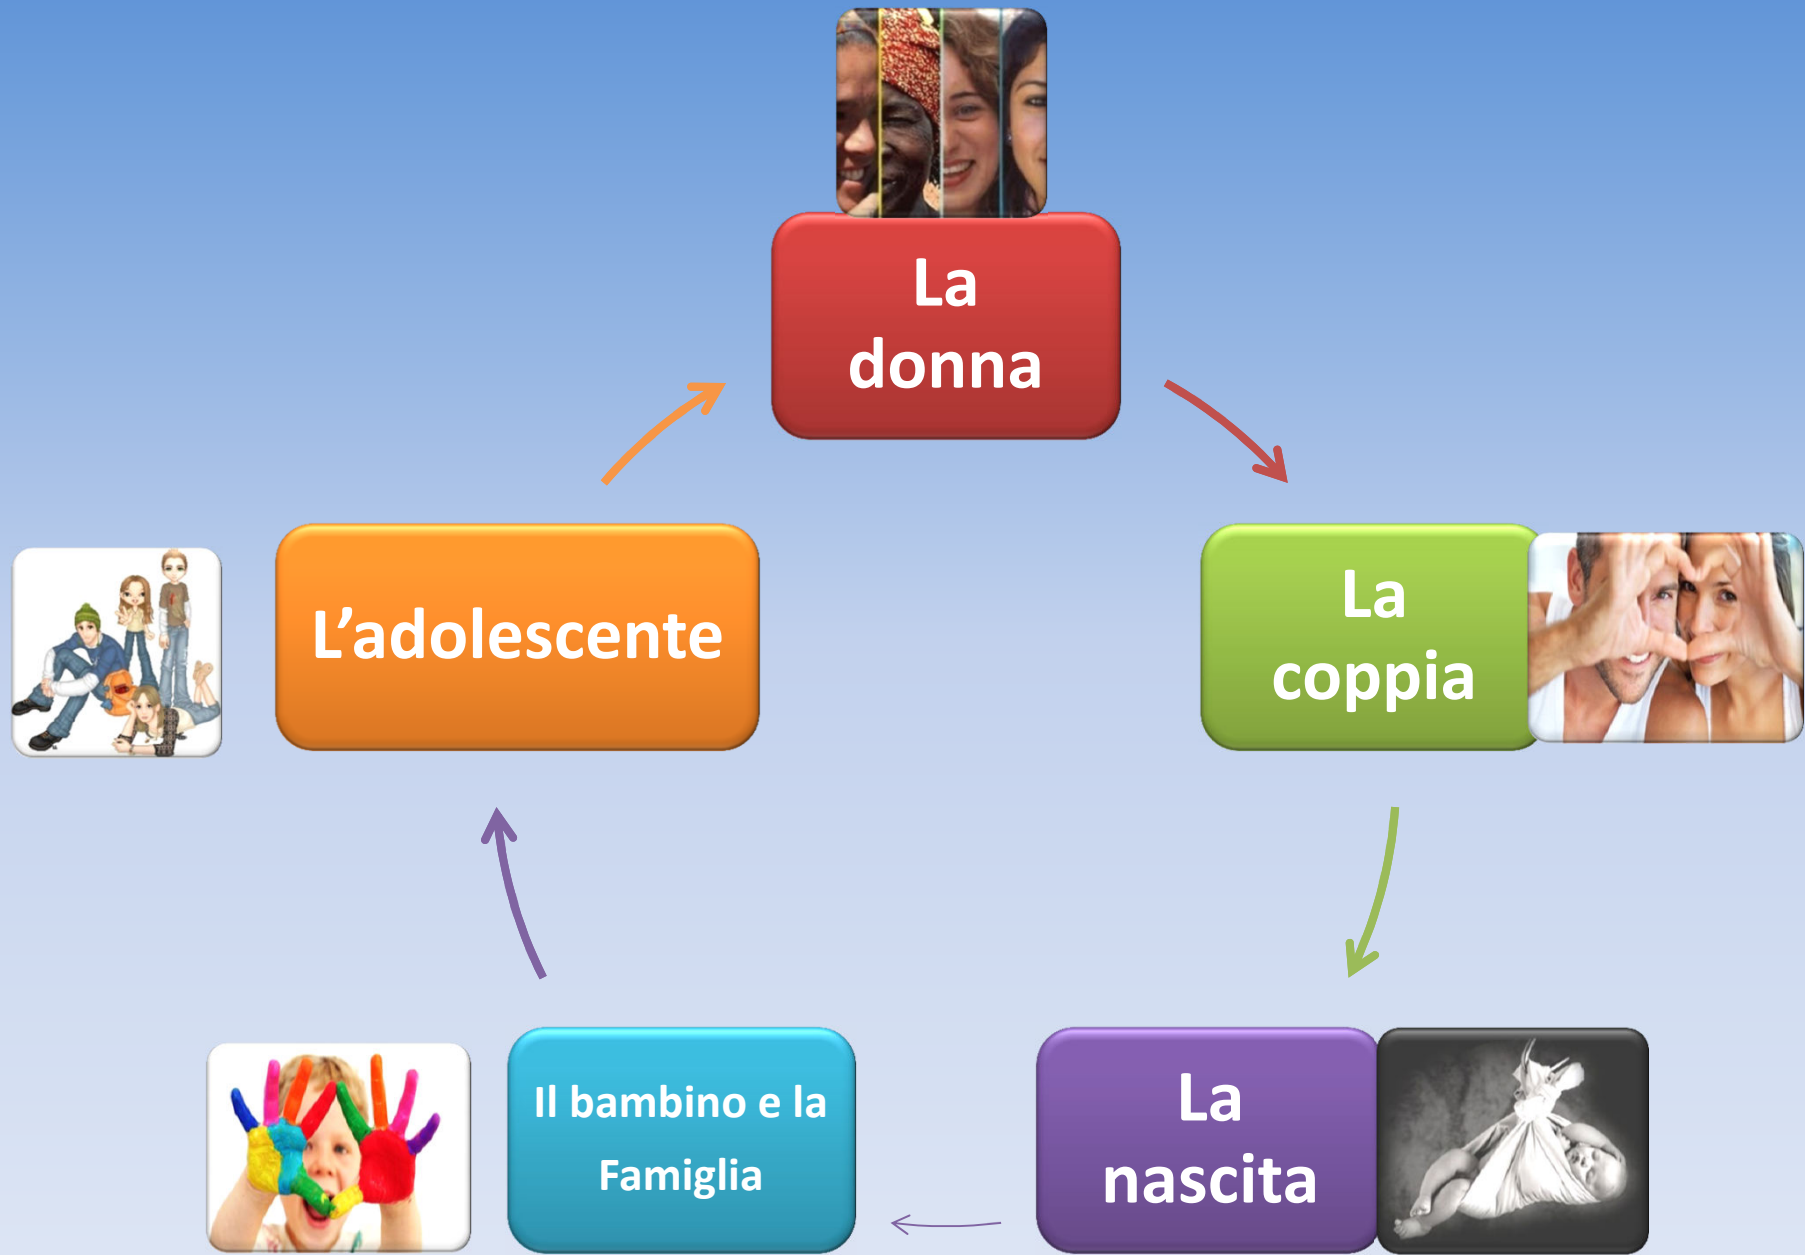 La
donna
La
coppia
La
nascita
Il bambino e la
Famiglia
L’adolescente